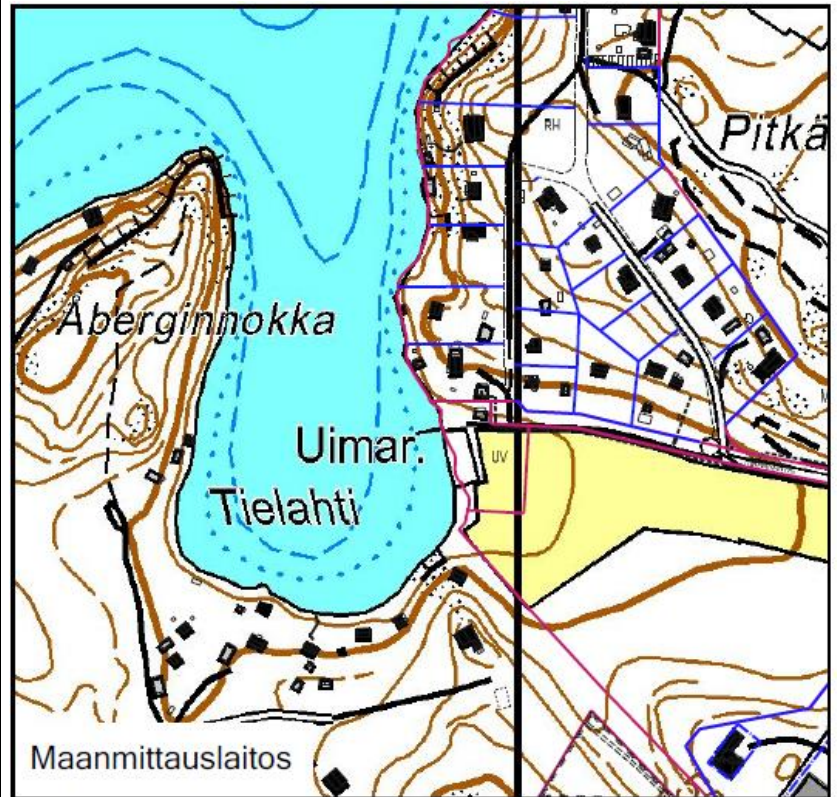 RH
Pitkä
Åberginnokka
Uimar.
UV
Tielahti
Maanmittauslaitos